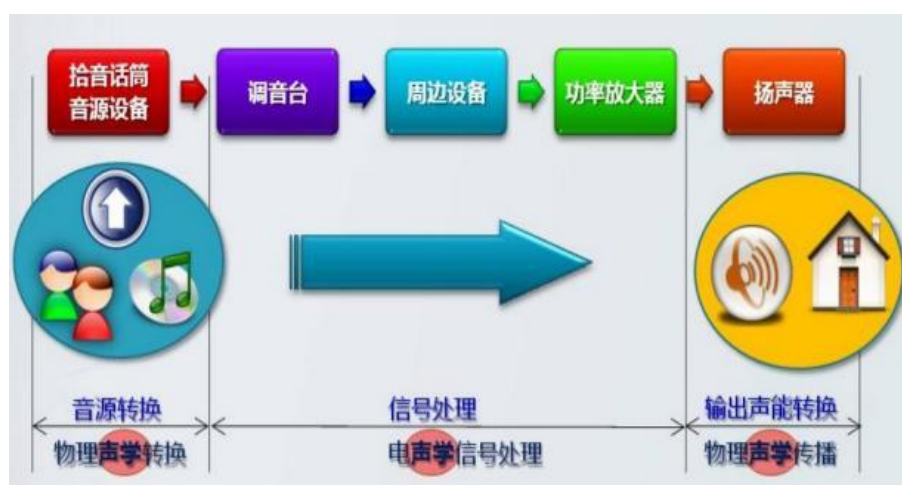 拾音话筒
音源设备
调音台
周边设备
功率放大器
扬声器
音源转换
信号处理
输出声能转换
物理声学转换
电声学信号处理
物理声学传播